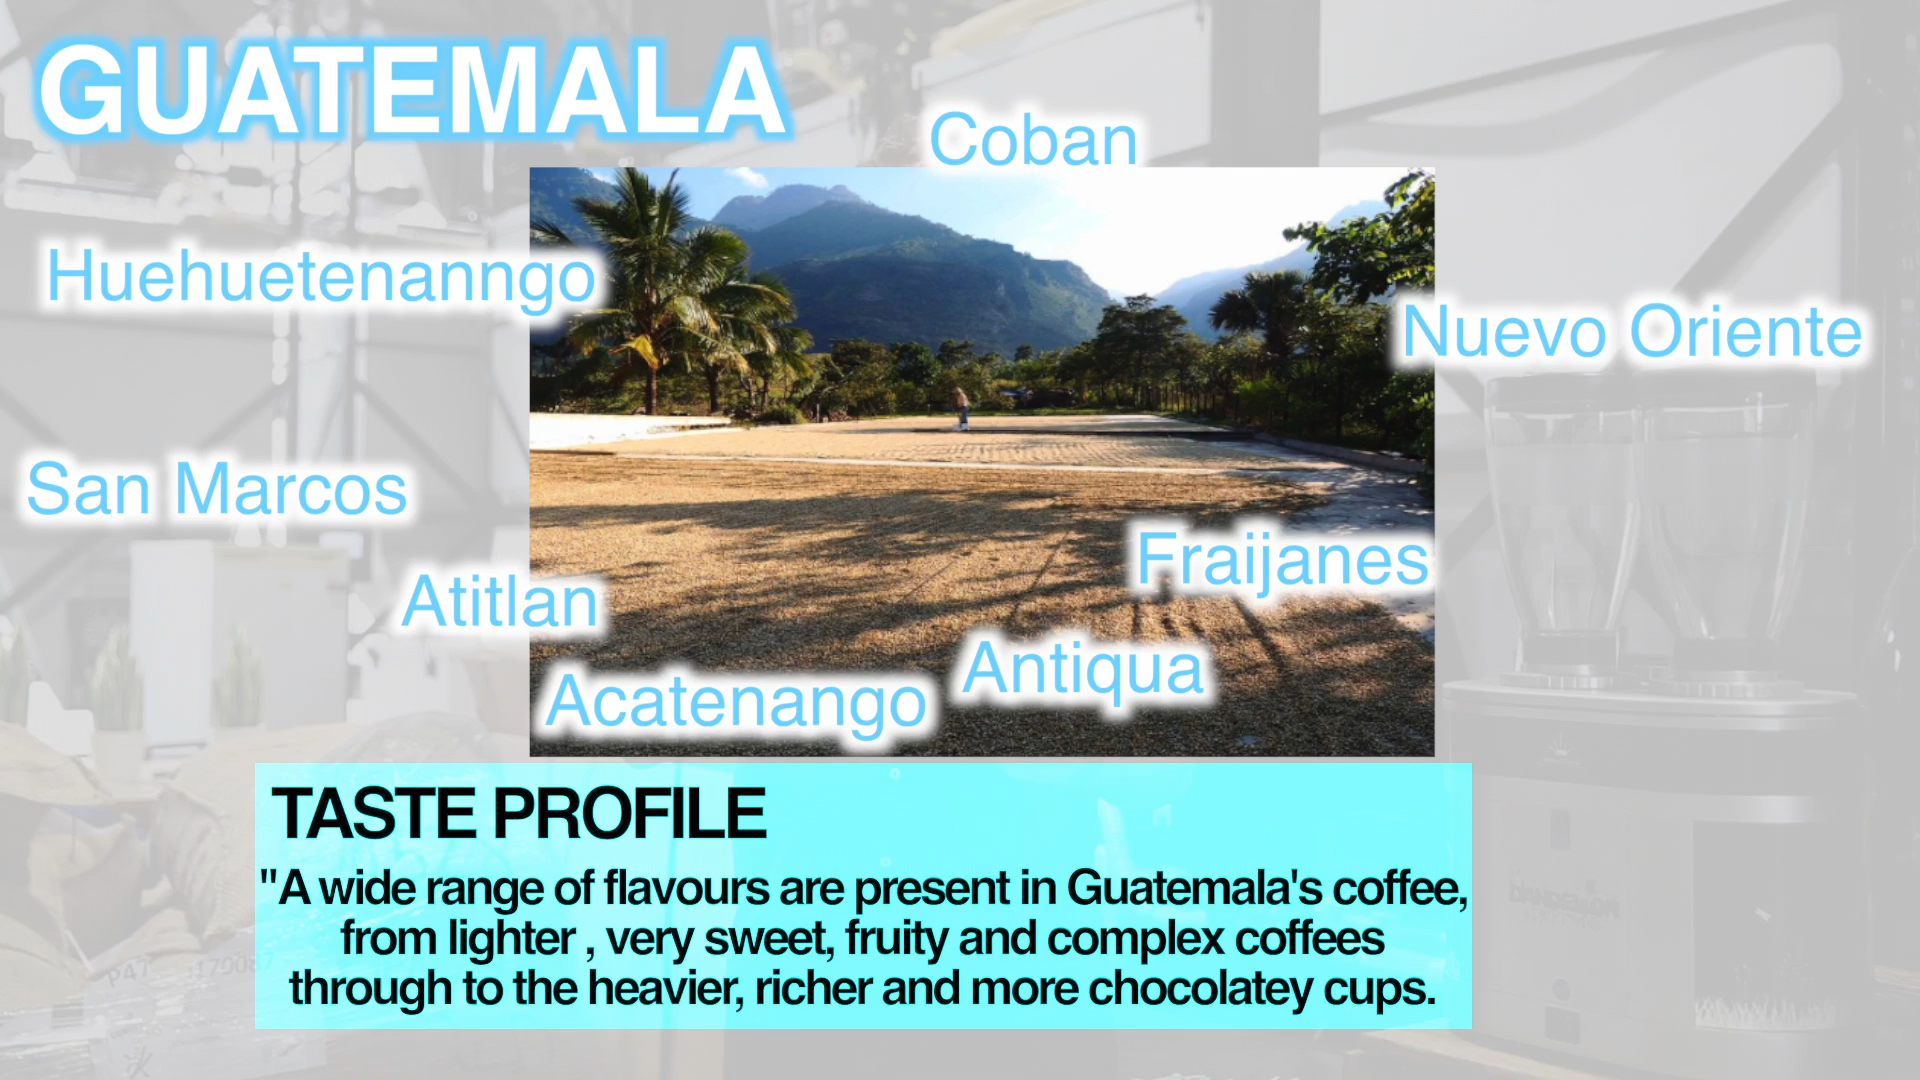 GUATEMALA
Coban
Huehuetenanngo
Nuevo Oriente
San Marcos
Fraijanes
Atitlan
Antiqua
Acatenango
TASTE PROFILE
"A wide range of flavours are present in Guatemala's coffee,
from lighter , very sweet, fruity and complex coffees
through to the heavier, richer and more chocolatey cups.